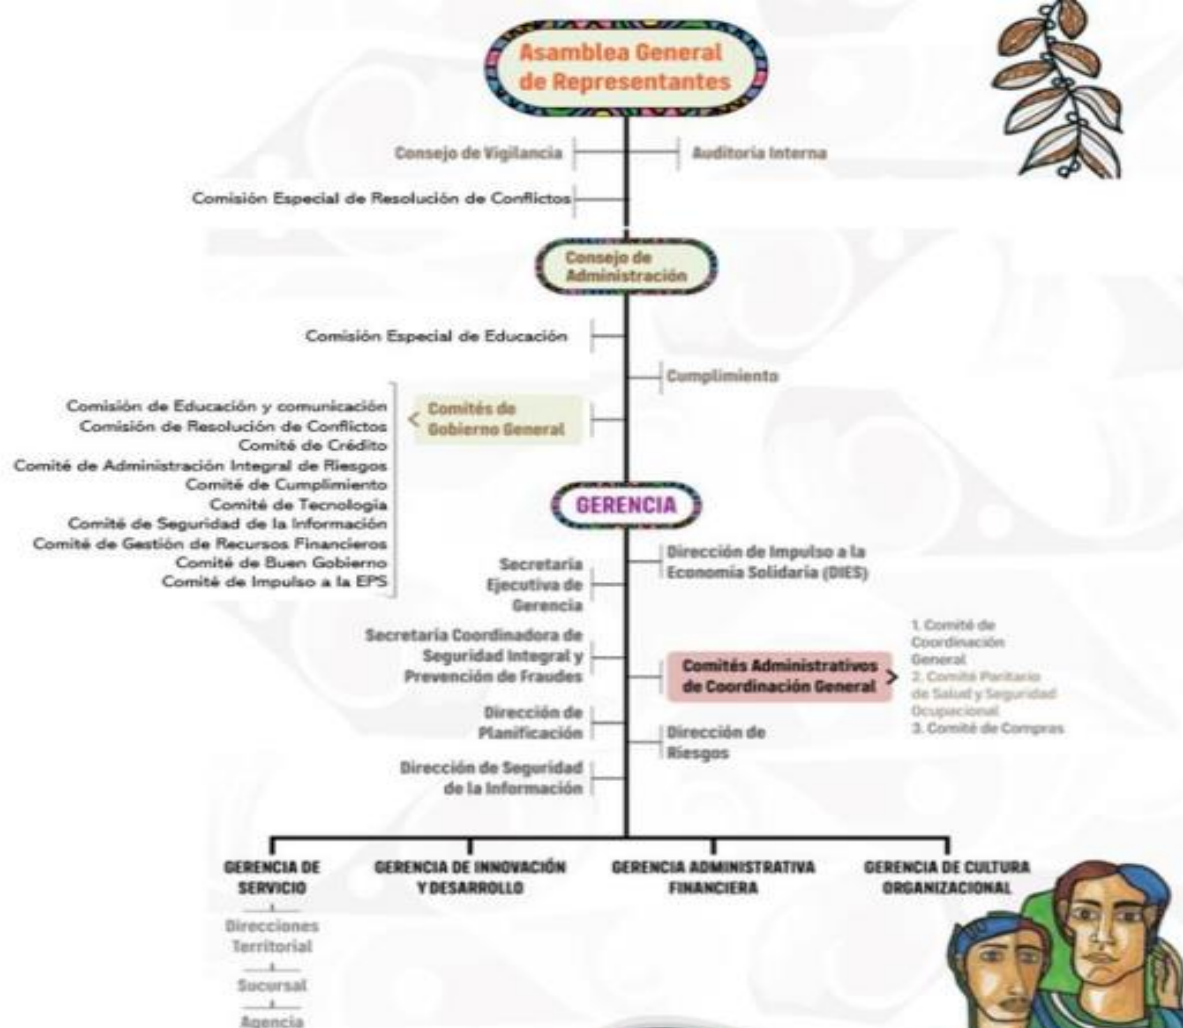 Asamblea General
de Representantes
Consejo de Vigilancia
Auditoría Interna
Comisión Especial de Resolución de Conflictos
Consejo de
Administración
Comisión Especial de Educación
Cumplimiento
Comités de
Gobierno General
Comisión de Educación y comunicación
Comisión de Resolución de Conflictos
Comité de Crédito
Comité de Administración Integral de Riesgos
Comité de Cumplimiento
Comité de Tecnología
Comité de Seguridad de la Información
Comité de Gestión de Recursos Financieros
Comité de Buen Gobierno
Comité de Impulso a la EPS
GERENCIA
Secretaría
Ejecutiva de
Gerencia
Dirección de Impulso a la
Economía Solidaria (DIES)
Secretaría Coordinadora de
Seguridad Integral y
Prevención de Fraudes
Comités Administrativos
de Coordinación General
1. Comité de
Coordinación
General
2. Comité Paritario
de Salud y Seguridad
Ocupacional
3. Comité de Compras
Dirección de
Planificación
Dirección de
Riesgos
Dirección de Seguridad
de la Información
GERENCIA DE
SERVICIO
GERENCIA DE INNOVACIÓN
Y DESARROLLO
GERENCIA ADMINISTRATIVA
FINANCIERA
GERENCIA DE CULTURA
ORGANIZACIONAL
Direcciones
Territorial
Sucursal
Agencia